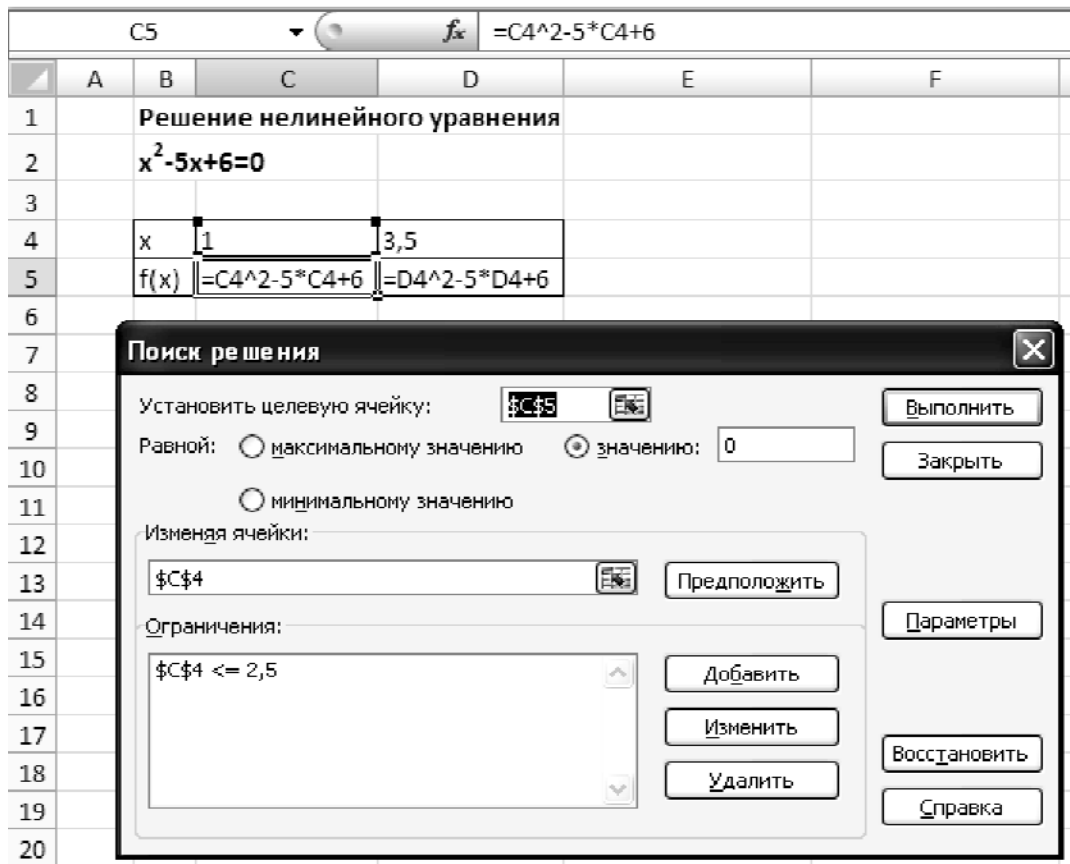 C5 fx =C4^2-5*C4+6
A B C D E F
1 Решение нелинейного уравнения
2 x²-5x+6=0
3
4 x 1 3,5
5 f(x) =C4^2-5*C4+6 =D4^2-5*D4+6
6
7 Поиск решения
8 Установить целевую ячейку: $C$5 Выполнить
9 Равной: максимальному значению значению: 0
10 Закрыть
11 минимальному значению
12 Изменяя ячейки:
13 $C$4 Предположить
14 Ограничения: Параметры
15 $C$4 <= 2,5 Добавить
16
17 Изменить
18 Удалить Восстановить
19 Справка
20